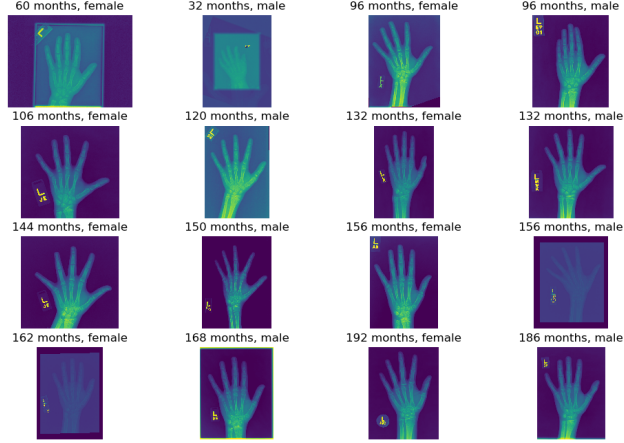 60 months, female
32 months, male
96 months, female
96 months, male
L
106 months, female
120 months, male
132 months, female
132 months, male
L
L
144 months, female
150 months, male
156 months, female
156 months, male
L
L
162 months, female
168 months, male
192 months, female
186 months, male
L